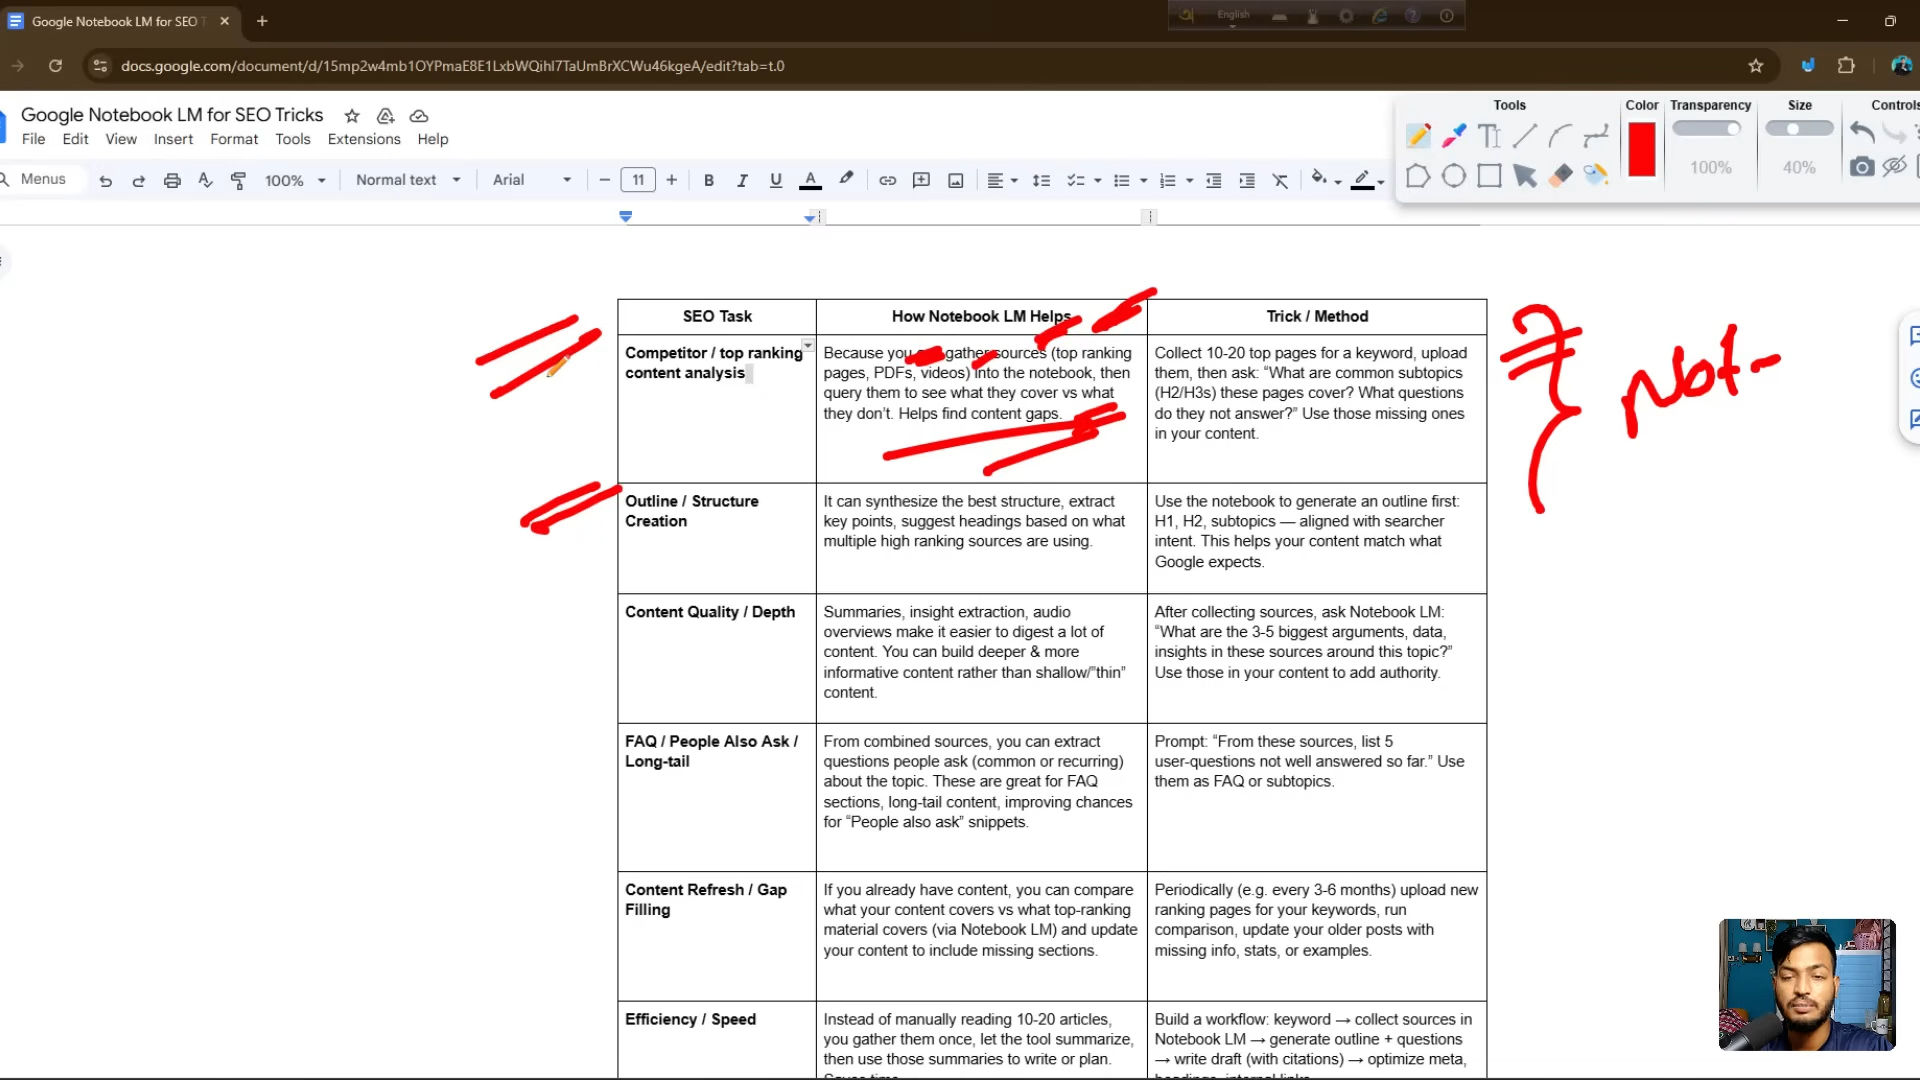 Google Notebook LM for SEO T
English
docs.google.com/document/d/15mp2w4mb1OYPmaE8E1LxbWQihI7TaUmBrXCWu46kgeA/edit?tab=t.0
Google Notebook LM for SEO Tricks
File Edit View Insert Format Tools Extensions Help
Menus 100% Normal text Arial 11 B I U A
Tools Color Transparency Size Controls
100% 40%
SEO Task
How Notebook LM Helps
Trick / Method
Competitor / top ranking
content analysis
Because you gather sources (top ranking
pages, PDFs, videos) into the notebook, then
query them to see what they cover vs what
they don’t. Helps find content gaps.
Collect 10-20 top pages for a keyword, upload
them, then ask: “What are common subtopics
(H2/H3s) these pages cover? What questions
do they not answer?” Use those missing ones
in your content.
Not-
Outline / Structure
Creation
It can synthesize the best structure, extract
key points, suggest headings based on what
multiple high ranking sources are using.
Use the notebook to generate an outline first:
H1, H2, subtopics — aligned with searcher
intent. This helps your content match what
Google expects.
Content Quality / Depth
Summaries, insight extraction, audio
overviews make it easier to digest a lot of
content. You can build deeper & more
informative content rather than shallow/”thin”
content.
After collecting sources, ask Notebook LM:
“What are the 3-5 biggest arguments, data,
insights in these sources around this topic?”
Use those in your content to add authority.
FAQ / People Also Ask /
Long-tail
From combined sources, you can extract
questions people ask (common or recurring)
about the topic. These are great for FAQ
sections, long-tail content, improving chances
for “People also ask” snippets.
Prompt: “From these sources, list 5
user-questions not well answered so far.” Use
them as FAQ or subtopics.
Content Refresh / Gap
Filling
If you already have content, you can compare
what your content covers vs what top-ranking
material covers (via Notebook LM) and update
your content to include missing sections.
Periodically (e.g. every 3-6 months) upload new
ranking pages for your keywords, run
comparison, update your older posts with
missing info, stats, or examples.
Efficiency / Speed
Instead of manually reading 10-20 articles,
you gather them once, let the tool summarize,
then use those summaries to write or plan.
Build a workflow: keyword → collect sources in
Notebook LM → generate outline + questions
→ write draft (with citations) → optimize meta,